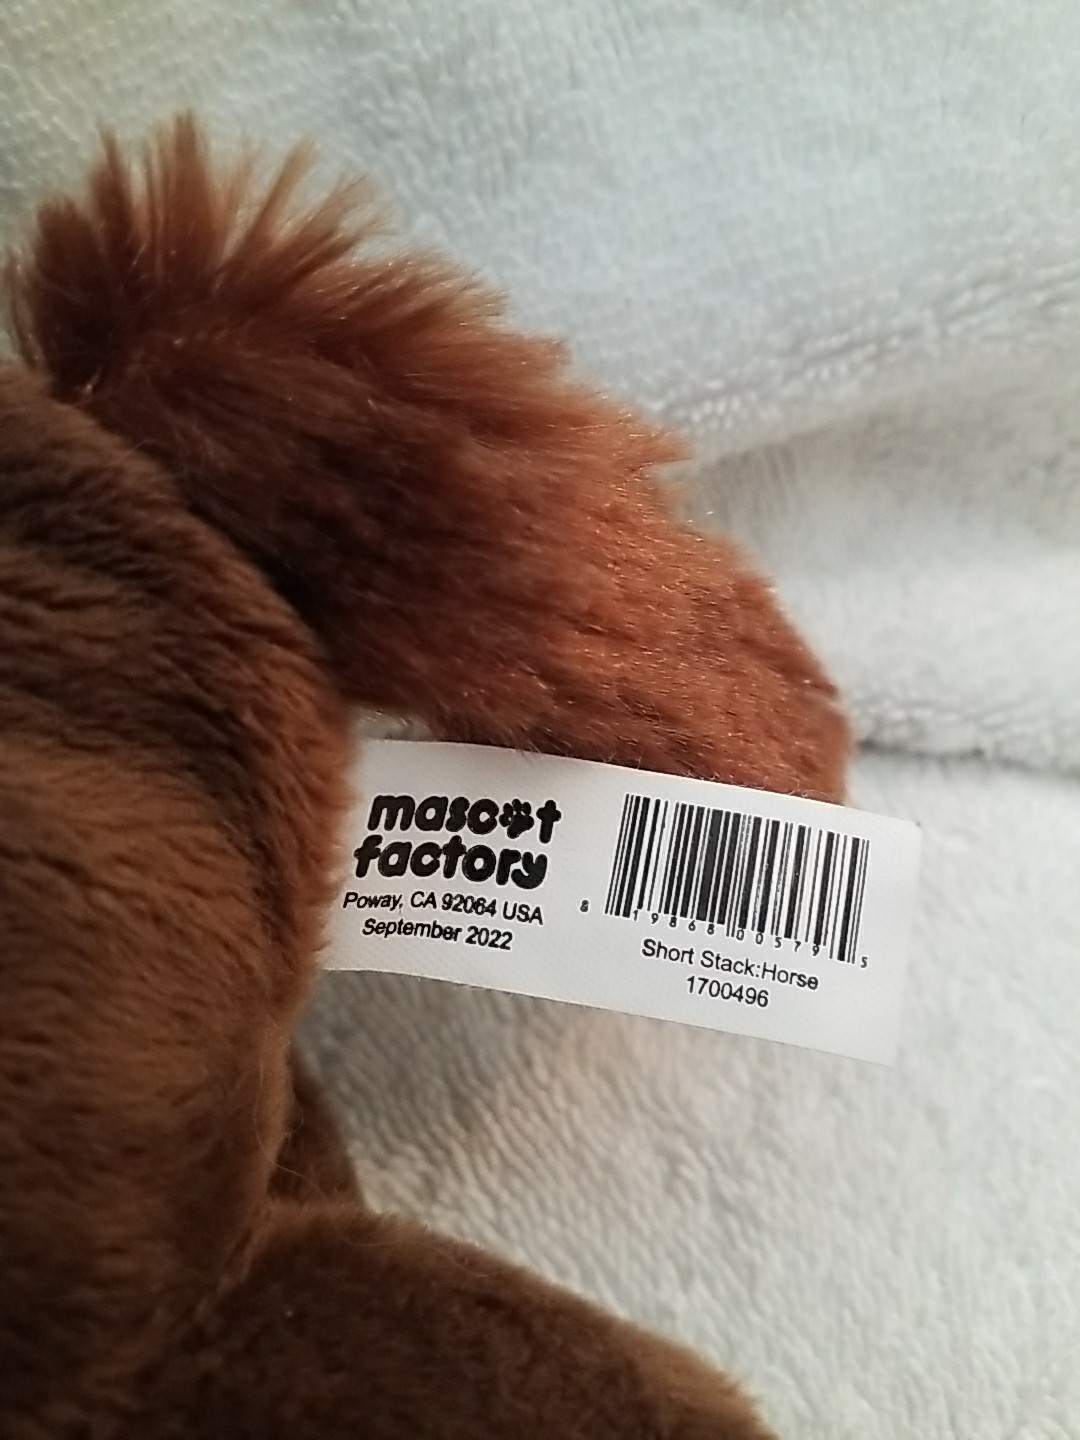 mascot
factory
Poway, CA 92064 USA
September 2022
8 19868 00579 5
Short Stack:Horse
1700496